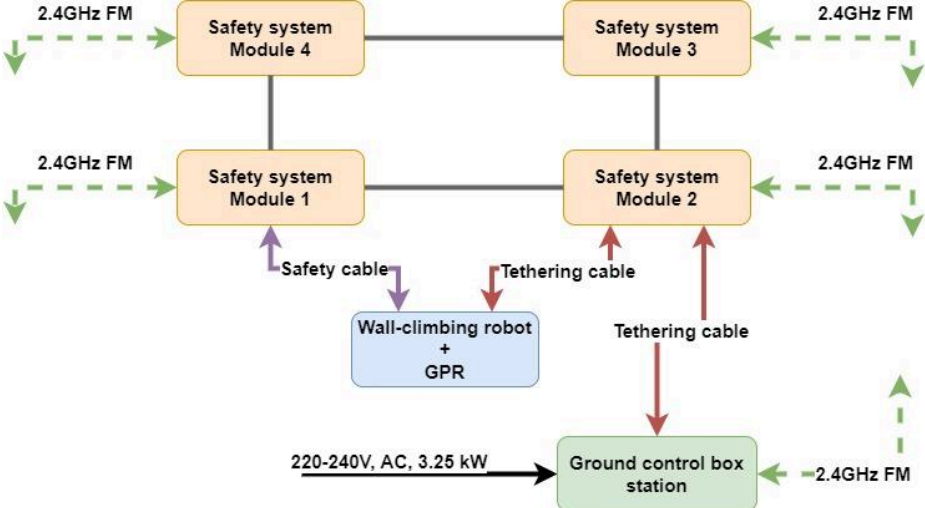 2.4GHz FM
Safety system
Module 4
Safety system
Module 3
2.4GHz FM
2.4GHz FM
Safety system
Module 1
Safety system
Module 2
2.4GHz FM
Safety cable
Tethering cable
Wall-climbing robot
+
GPR
Tethering cable
220-240V, AC, 3.25 kW
Ground control box
station
2.4GHz FM